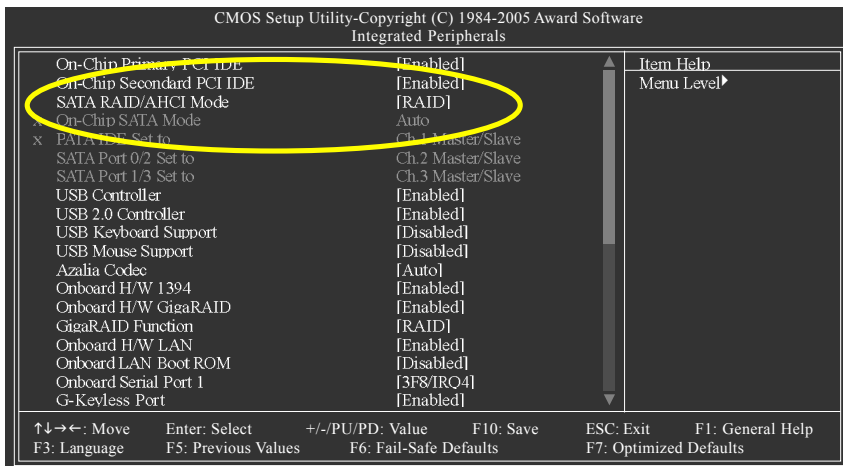 CMOS Setup Utility-Copyright (C) 1984-2005 Award Software
Integrated Peripherals
On-Chip Primary PCI IDE [Enabled]
On-Chip Secondard PCI IDE [Enabled]
SATA RAID/AHCI Mode [RAID]
x On-Chip SATA Mode Auto
x PATA IDE Set to Ch.1 Master/Slave
SATA Port 0/2 Set to Ch.2 Master/Slave
SATA Port 1/3 Set to Ch.3 Master/Slave
USB Controller [Enabled]
USB 2.0 Controller [Enabled]
USB Keyboard Support [Disabled]
USB Mouse Support [Disabled]
Azalia Codec [Auto]
Onboard H/W 1394 [Enabled]
Onboard H/W GigaRAID [Enabled]
GigaRAID Function [RAID]
Onboard H/W LAN [Enabled]
Onboard LAN Boot ROM [Disabled]
Onboard Serial Port 1 [3F8/IRQ4]
G-Keyless Port [Enabled]
Item Help
Menu Level▶
↑↓→←: Move Enter: Select +/-/PU/PD: Value F10: Save ESC: Exit F1: General Help
F3: Language F5: Previous Values F6: Fail-Safe Defaults F7: Optimized Defaults